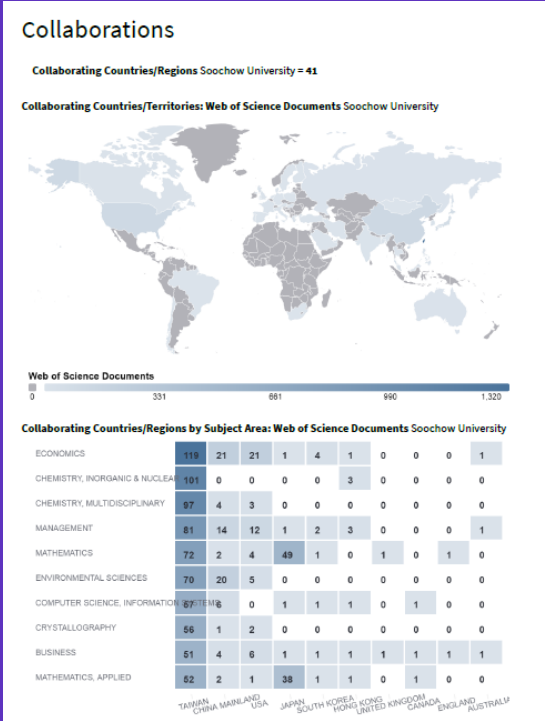 Collaborations
Collaborating Countries/Regions Soochow University = 41
Collaborating Countries/Territories: Web of Science Documents Soochow University
Web of Science Documents
0 331 661 990 1,320
Collaborating Countries/Regions by Subject Area: Web of Science Documents Soochow University
ECONOMICS 119 21 21 1 4 1 0 0 0 1
CHEMISTRY, INORGANIC & NUCLEAR 101 0 0 0 0 3 0 0 0 0
CHEMISTRY, MULTIDISCIPLINARY 97 4 3 0 0 0 0 0 0 0
MANAGEMENT 81 14 12 1 2 3 0 0 0 1
MATHEMATICS 72 2 4 49 1 0 1 0 1 0
ENVIRONMENTAL SCIENCES 70 20 5 0 0 0 0 0 0 0
COMPUTER SCIENCE, INFORMATION SYSTEMS 67 6 0 1 1 1 0 1 0 0
CRYSTALLOGRAPHY 56 1 2 0 0 0 0 0 0 0
BUSINESS 51 4 6 1 1 1 1 1 1 1
MATHEMATICS, APPLIED 52 2 1 38 1 1 0 1 0 0
TAIWAN CHINA MAINLAND USA JAPAN SOUTH KOREA HONG KONG UNITED KINGDOM CANADA ENGLAND AUSTRALIA